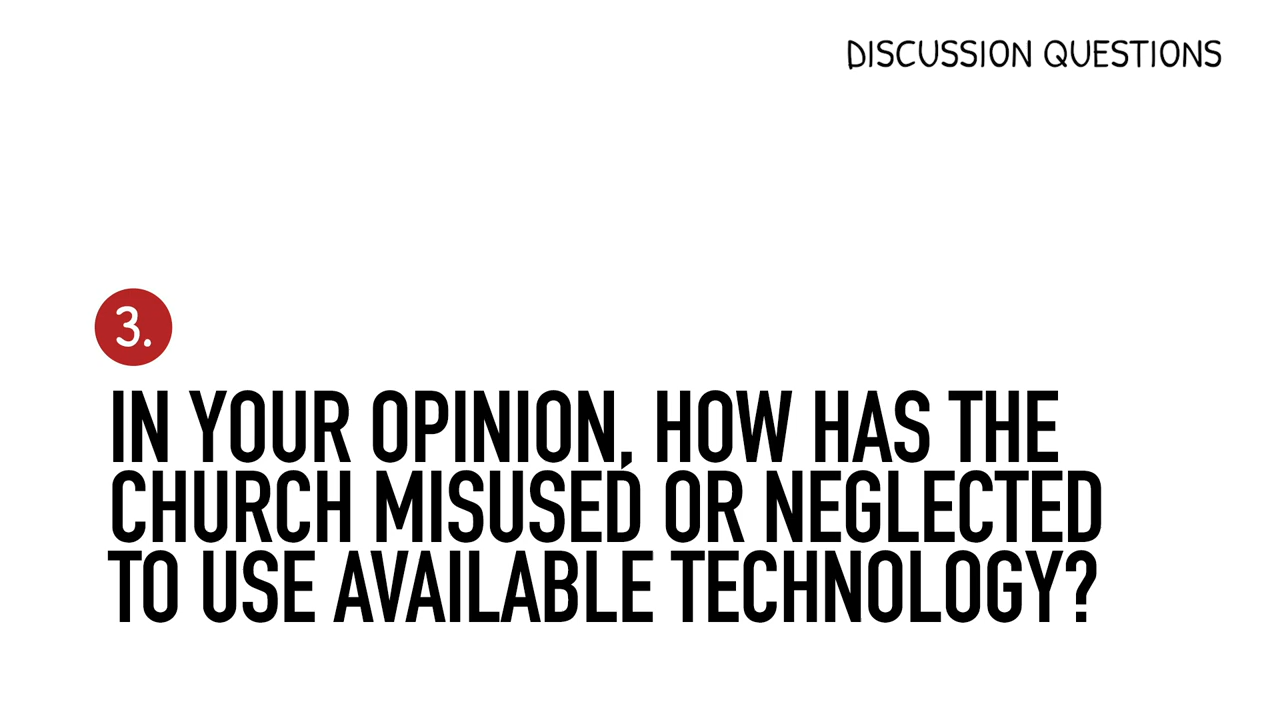 DISCUSSION QUESTIONS
3.
IN YOUR OPINION, HOW HAS THE
CHURCH MISUSED OR NEGLECTED
TO USE AVAILABLE TECHNOLOGY?